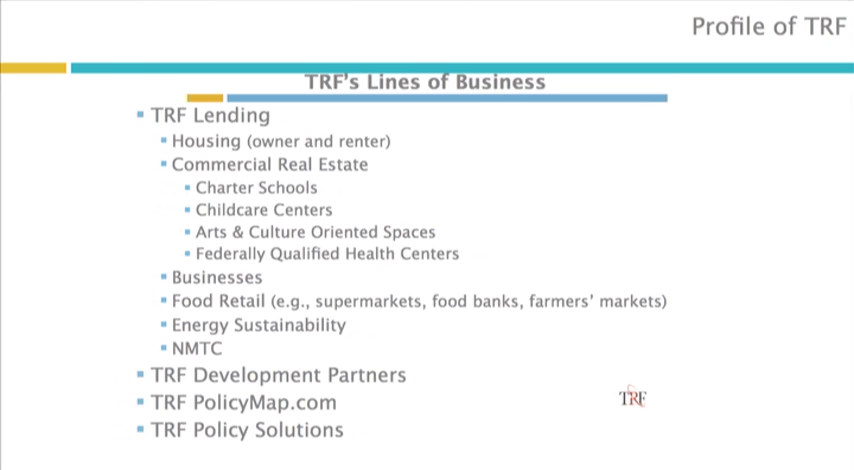 Profile of TRF
TRF's Lines of Business
TRF Lending
Housing (owner and renter)
Commercial Real Estate
Charter Schools
Childcare Centers
Arts & Culture Oriented Spaces
Federally Qualified Health Centers
Businesses
Food Retail (e.g., supermarkets, food banks, farmers' markets)
Energy Sustainability
NMTC
TRF Development Partners
TRF PolicyMap.com
TRF Policy Solutions
TRF